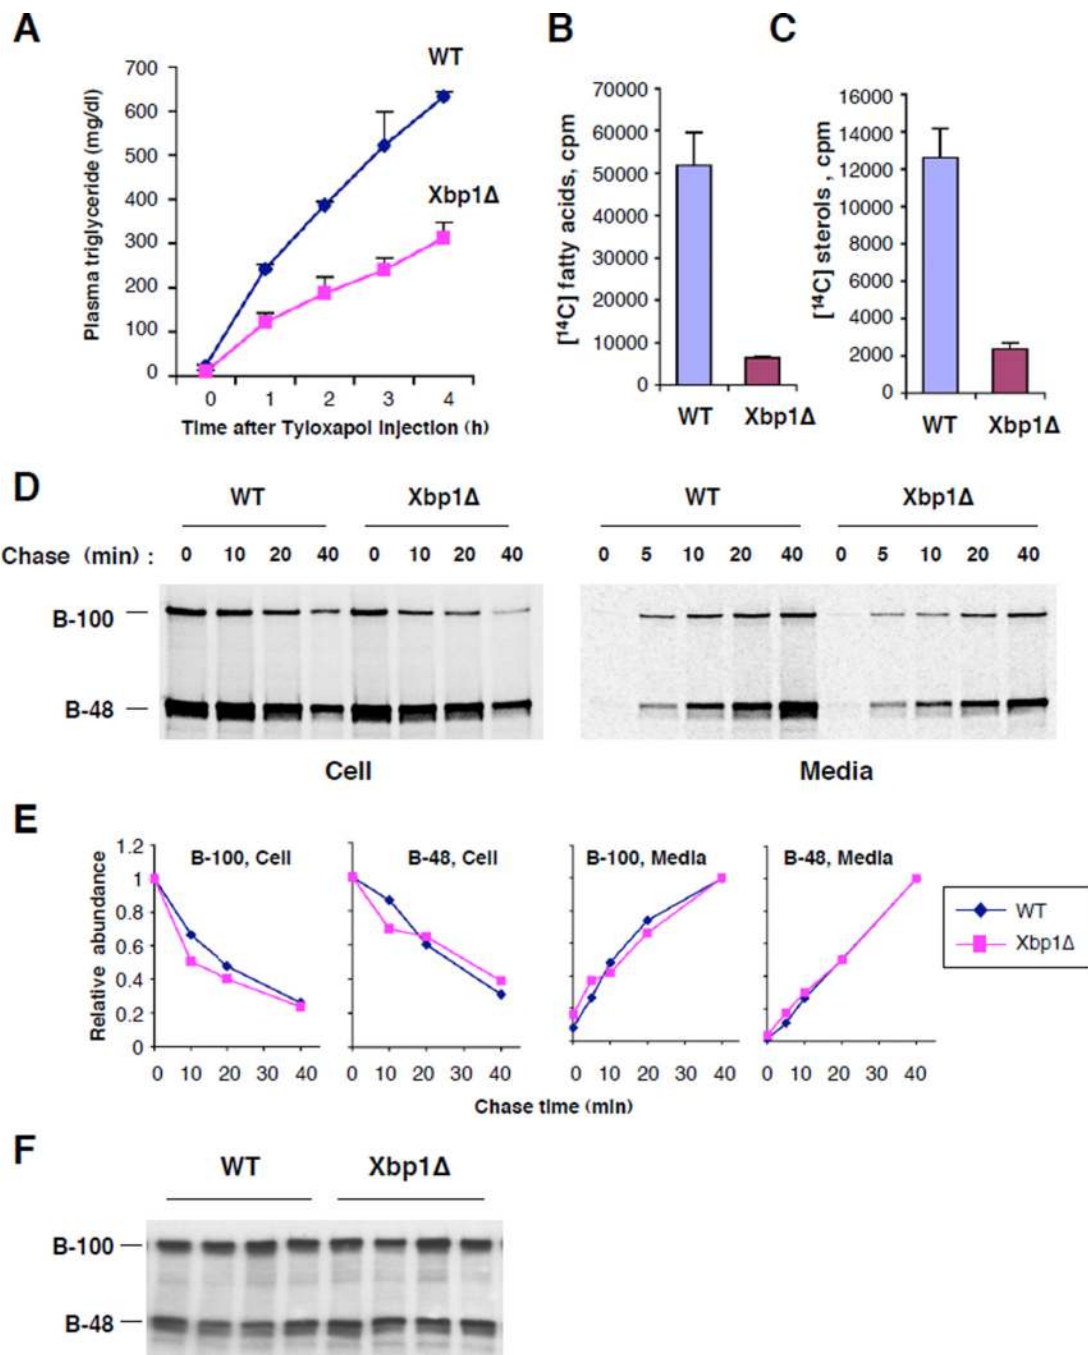 A
WT
Xbp1Δ
Plasma triglyceride (mg/dl)
700
600
500
400
300
200
100
0
0 1 2 3 4
Time after Tyloxapol Injection (h)
B
[¹⁴C] fatty acids, cpm
70000
60000
50000
40000
30000
20000
10000
0
WT Xbp1Δ
C
[¹⁴C] sterols , cpm
16000
14000
12000
10000
8000
6000
4000
2000
0
WT Xbp1Δ
D
WT Xbp1Δ WT Xbp1Δ
Chase (min) : 0 10 20 40 0 10 20 40 0 5 10 20 40 0 5 10 20 40
B-100
B-48
Cell Media
E
Relative abundance
1.2
1
0.8
0.6
0.4
0.2
0
B-100, Cell B-48, Cell B-100, Media B-48, Media
WT
Xbp1Δ
0 10 20 30 40 0 10 20 30 40 0 10 20 30 40 0 10 20 30 40
Chase time (min)
F
WT Xbp1Δ
B-100
B-48